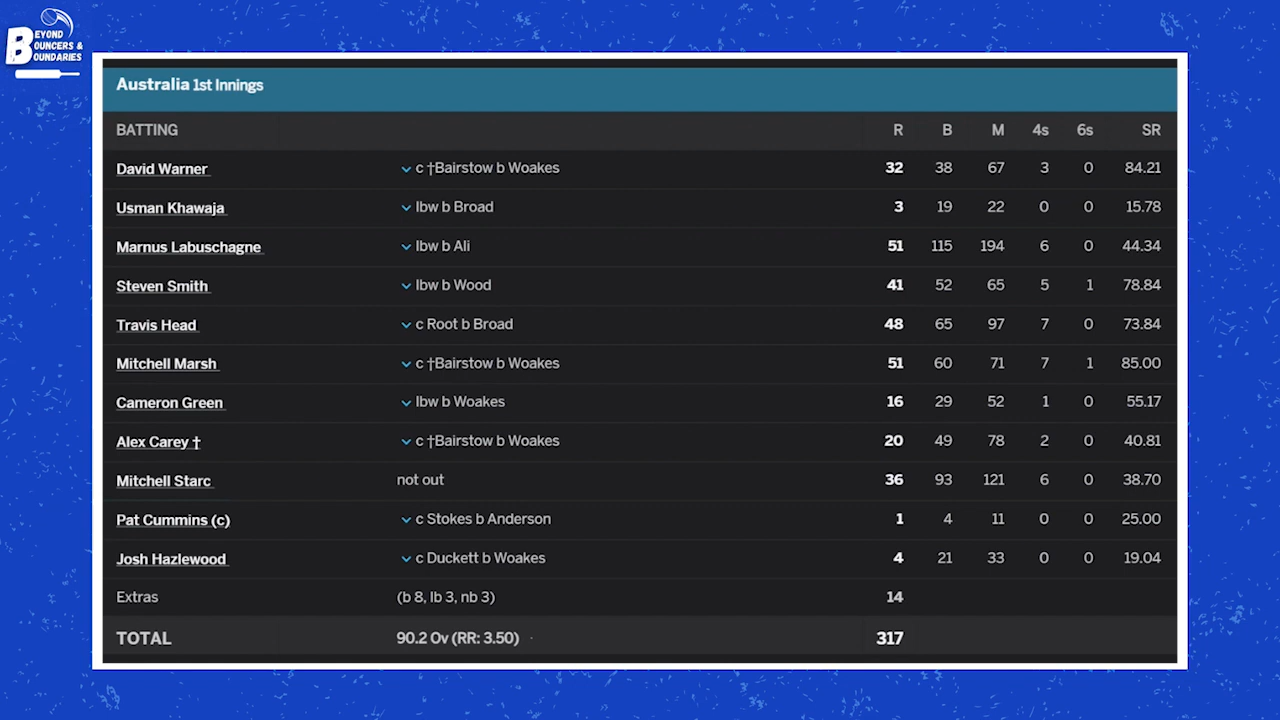 BEYOND
BOUNCERS &
BOUNDARIES
Australia 1st Innings
BATTING R B M 4s 6s SR
David Warner c †Bairstow b Woakes 32 38 67 3 0 84.21
Usman Khawaja lbw b Broad 3 19 22 0 0 15.78
Marnus Labuschagne lbw b Ali 51 115 194 6 0 44.34
Steven Smith lbw b Wood 41 52 65 5 1 78.84
Travis Head c Root b Broad 48 65 97 7 0 73.84
Mitchell Marsh c †Bairstow b Woakes 51 60 71 7 1 85.00
Cameron Green lbw b Woakes 16 29 52 1 0 55.17
Alex Carey † c †Bairstow b Woakes 20 49 78 2 0 40.81
Mitchell Starc not out 36 93 121 6 0 38.70
Pat Cummins (c) c Stokes b Anderson 1 4 11 0 0 25.00
Josh Hazlewood c Duckett b Woakes 4 21 33 0 0 19.04
Extras (b 8, lb 3, nb 3) 14
TOTAL 90.2 Ov (RR: 3.50) 317